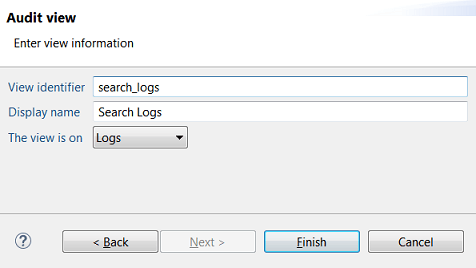 Audit view
Enter view information
View identifier search_logs
Display name Search Logs
The view is on Logs
? < Back Next > Finish Cancel